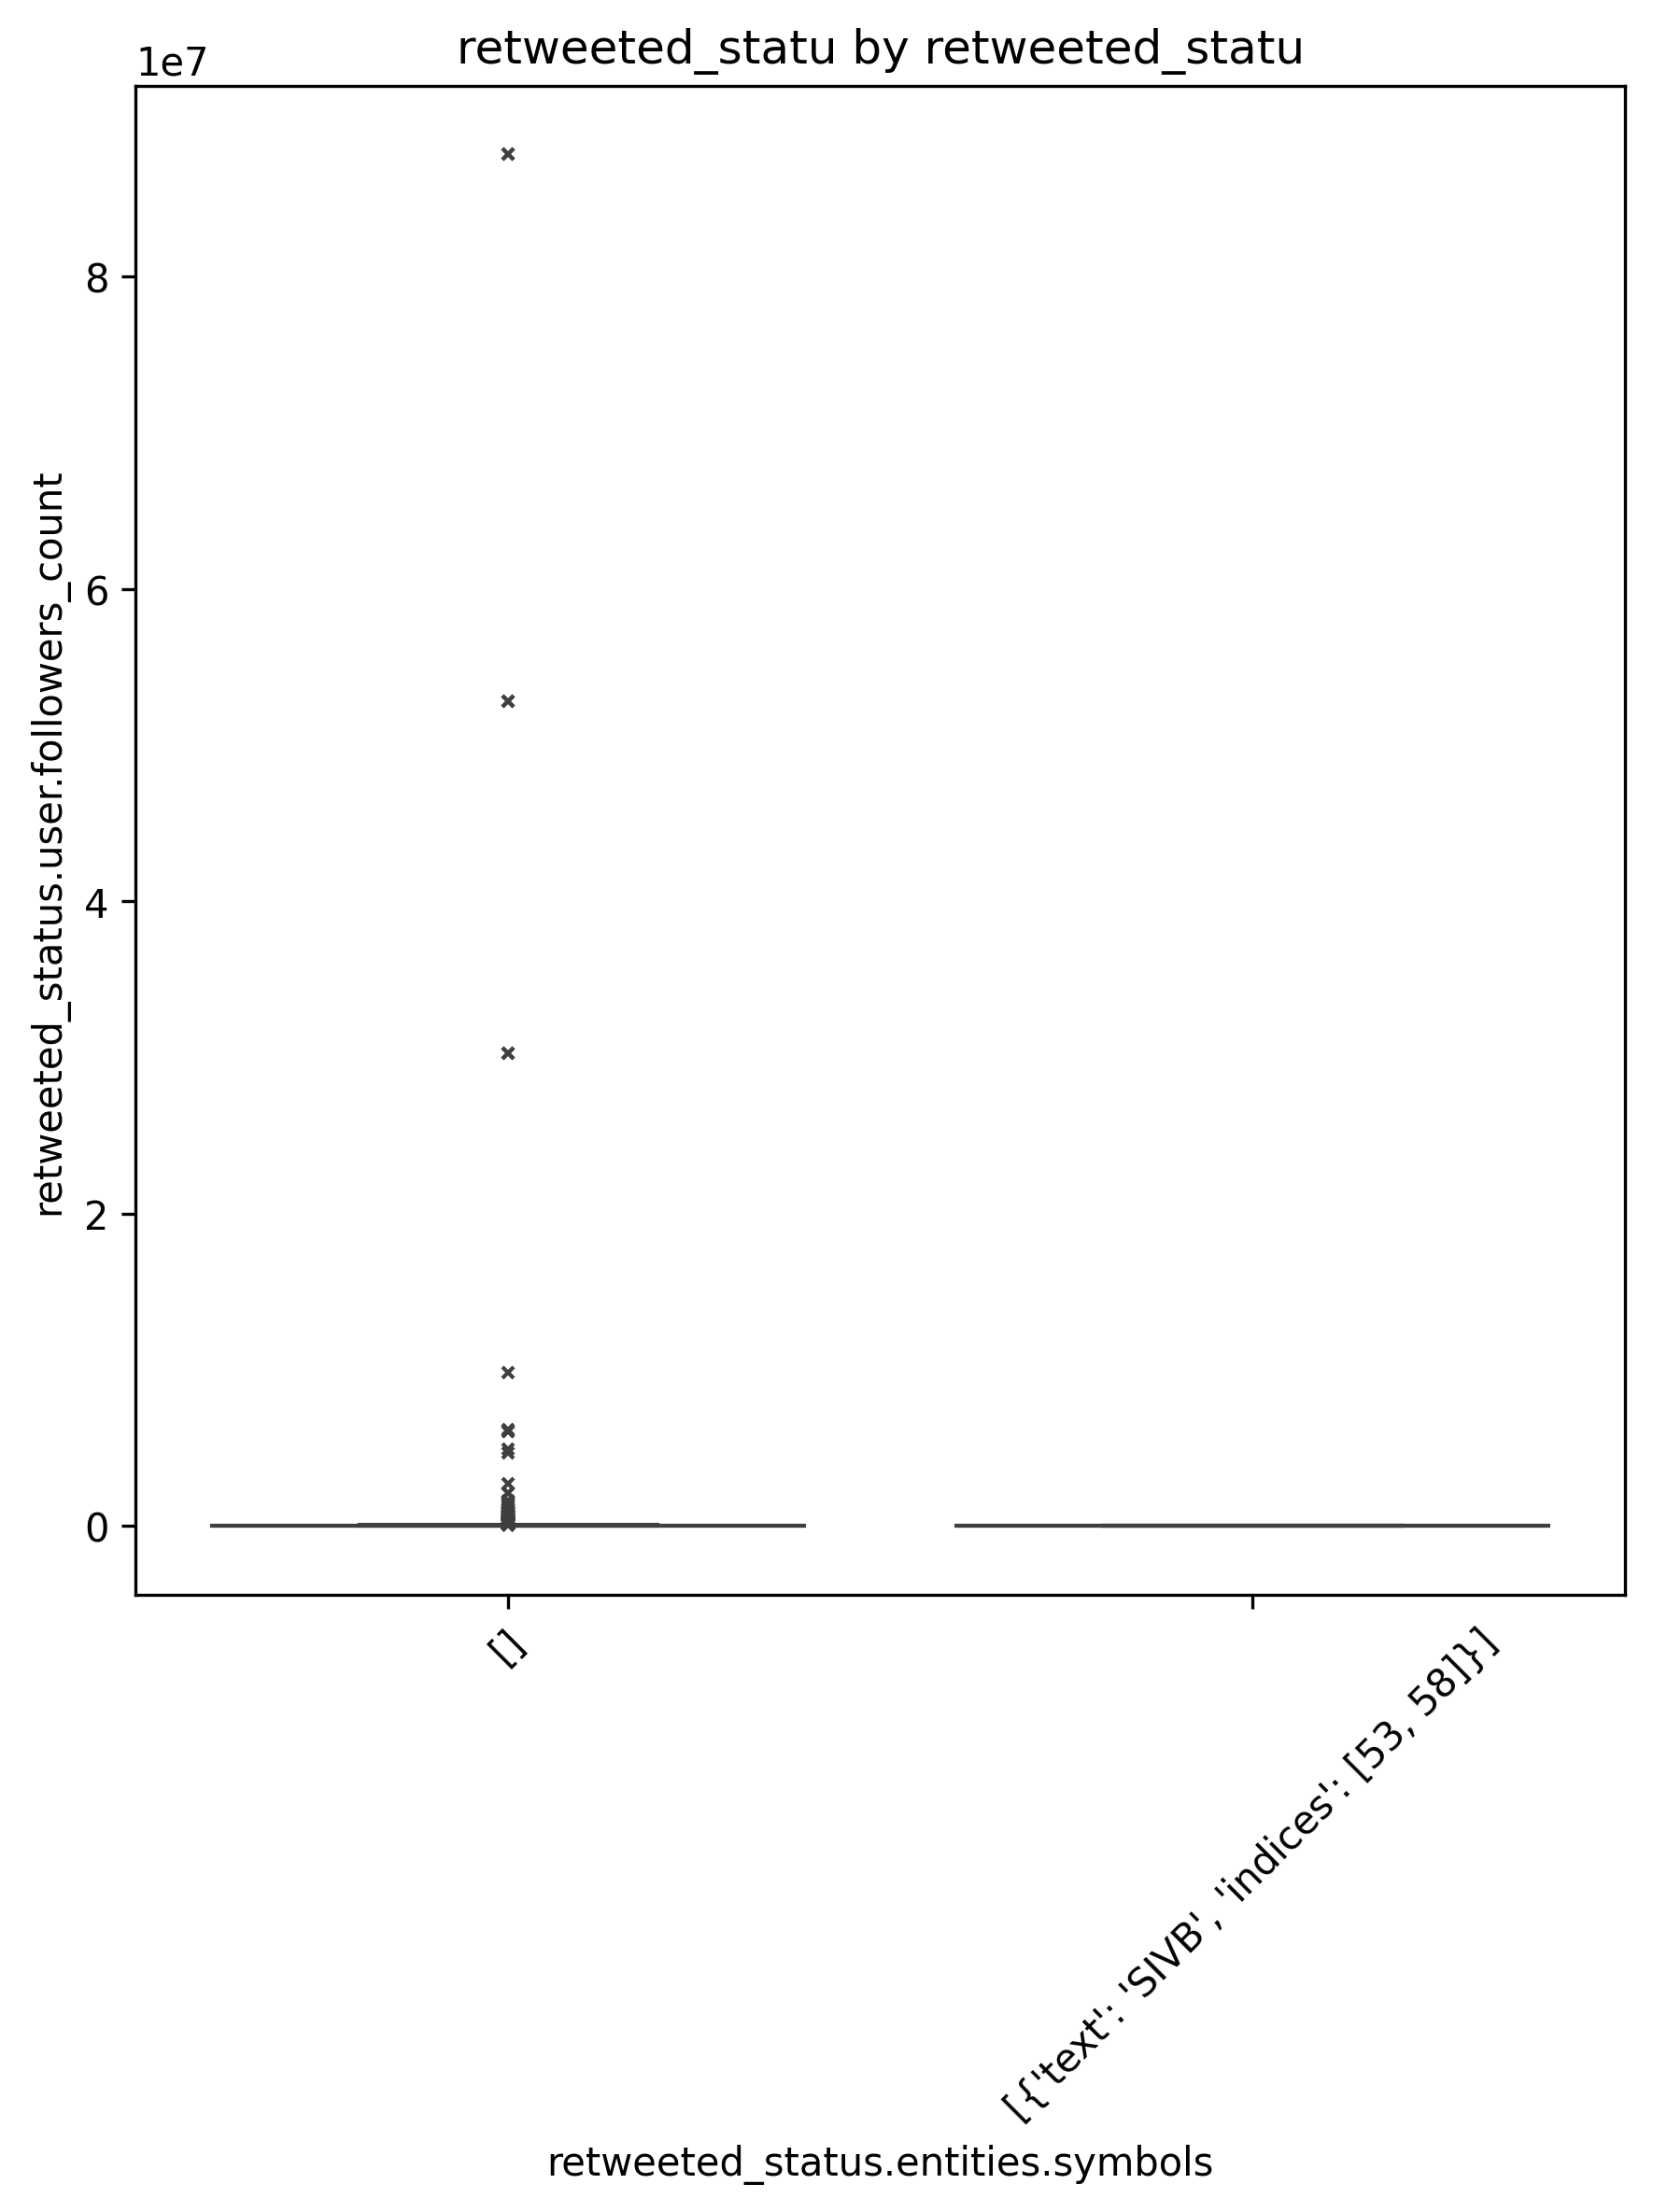 retweeted_statu by retweeted_statu
1e7
8
6
4
2
0
retweeted_status.user.followers_count
[]
[{'text': 'SIVB', 'indices': [53, 58]}]
retweeted_status.entities.symbols